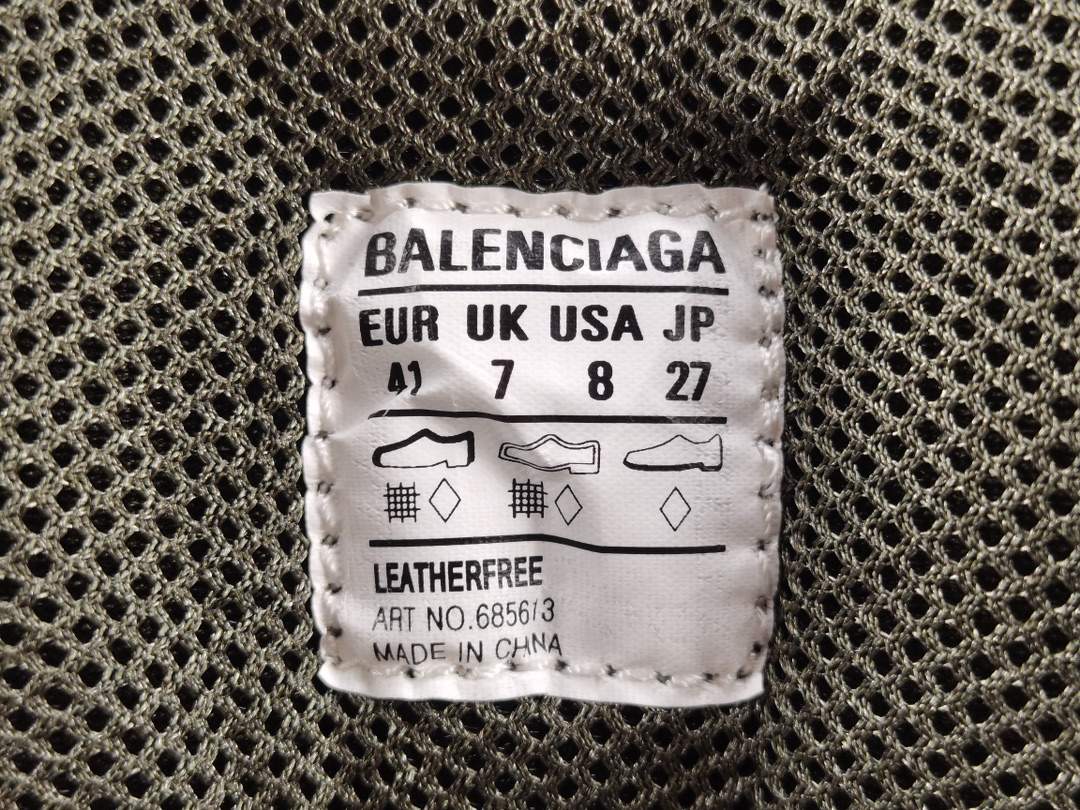 BALENCIAGA
EUR UK USA JP
41 7 8 27
LEATHERFREE
ART NO.685613
MADE IN CHINA